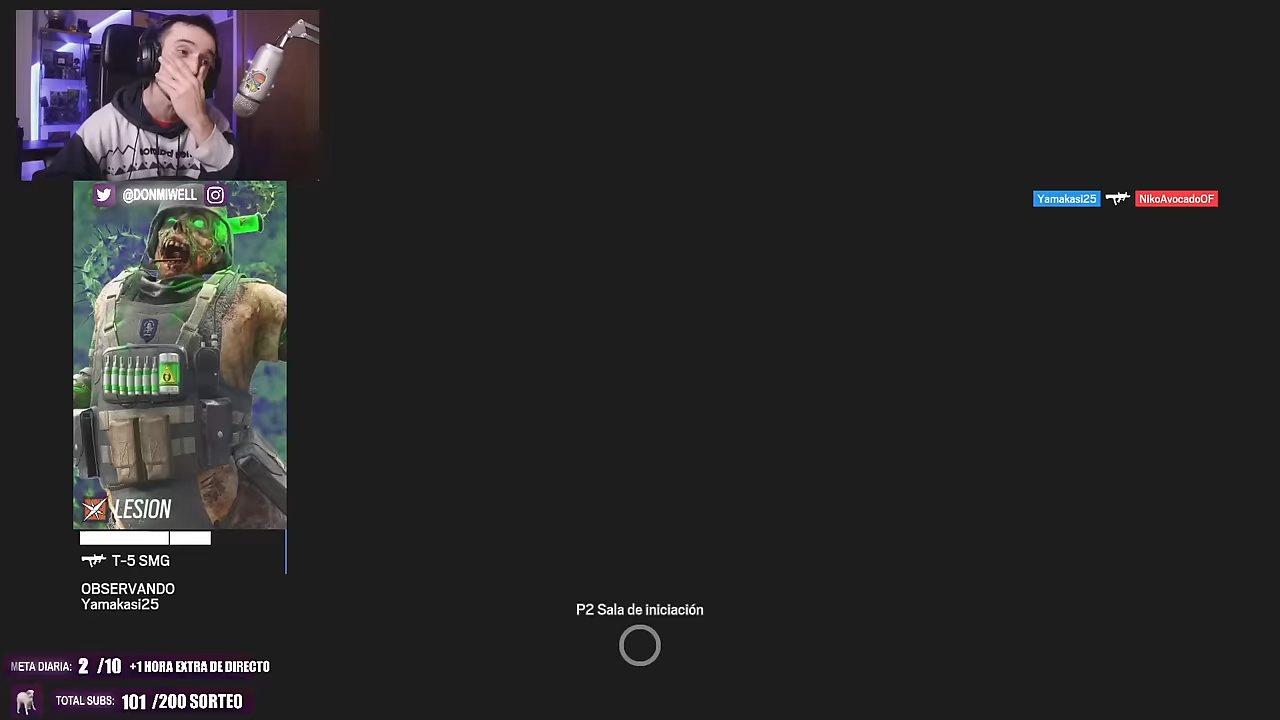 @DONMIWELL
Yamakasi25 NikoAvocadoOF
LESION
T-5 SMG
OBSERVANDO
Yamakasi25
P2 Sala de iniciación
META DIARIA: 2 /10 +1 HORA EXTRA DE DIRECTO
TOTAL SUBS: 101 /200 SORTEO